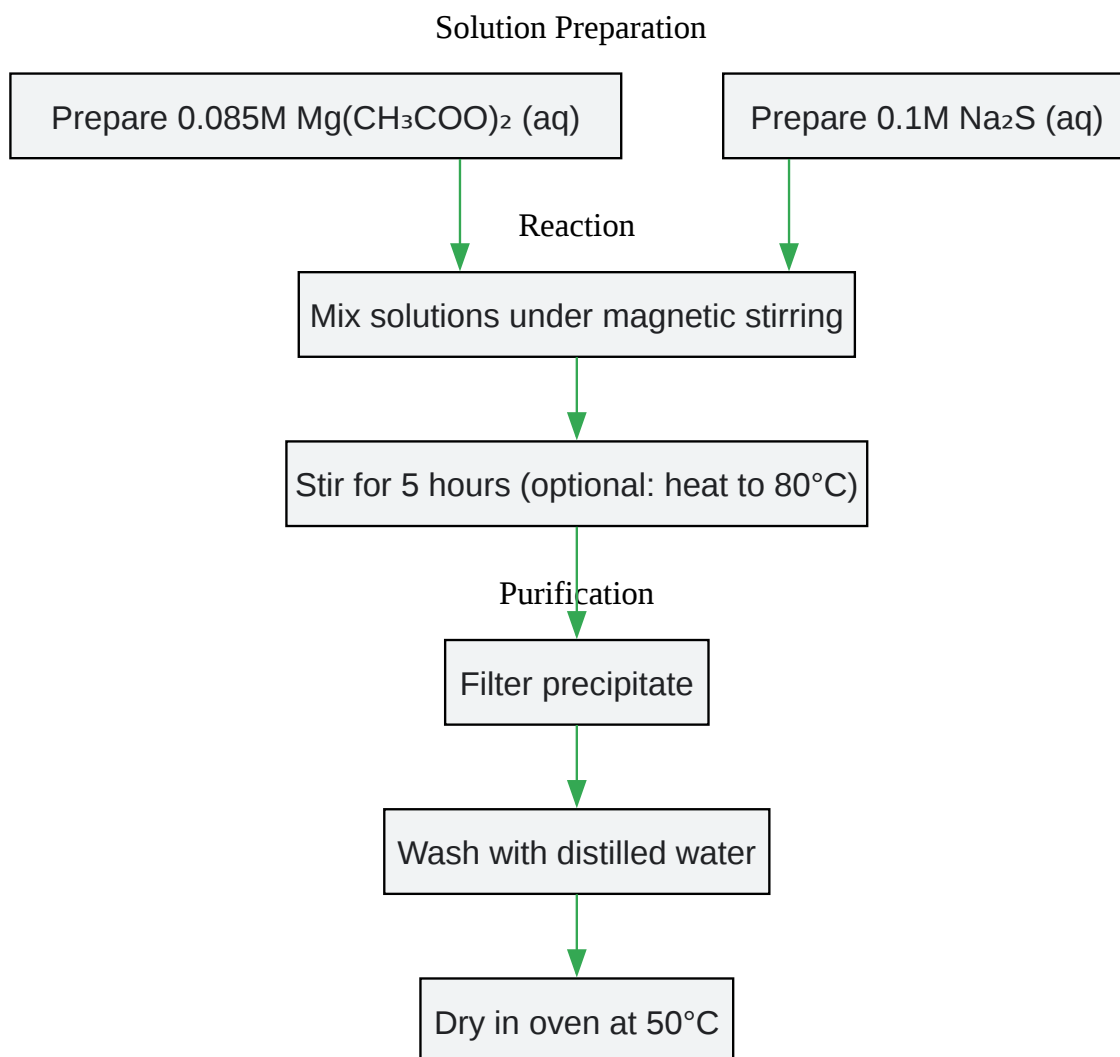 Solution Preparation
Prepare 0.085M Mg(CH₃COO)₂ (aq)
Prepare 0.1M Na₂S (aq)
Reaction
Mix solutions under magnetic stirring
Stir for 5 hours (optional: heat to 80°C)
Purification
Filter precipitate
Wash with distilled water
Dry in oven at 50°C